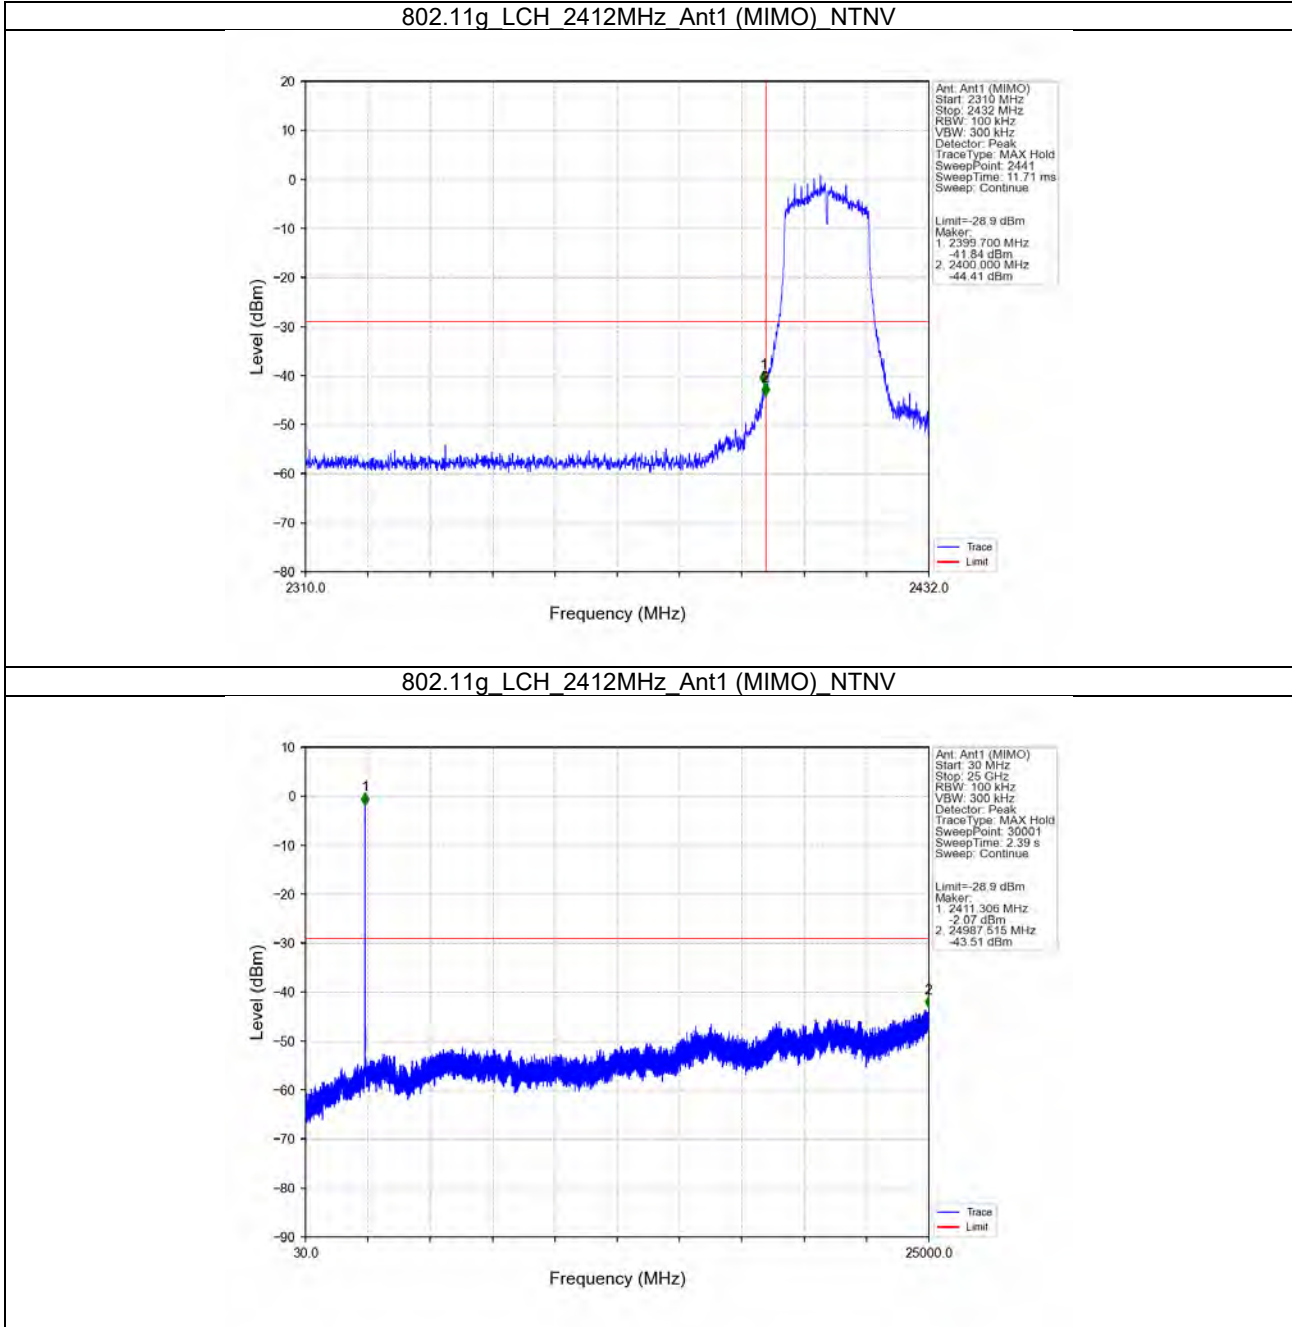 802.11g_LCH_2412MHz_Ant1 (MIMO)_NTNV
20
10
0
−10
−20
−30
−40
−50
−60
−70
−80
Level (dBm)
1
2
2310.0
2432.0
Frequency (MHz)
Ant: Ant1 (MIMO)
Start: 2310 MHz
Stop: 2432 MHz
RBW: 100 kHz
VBW: 300 kHz
Detector: Peak
TraceType: MAX Hold
SweepPoint: 2441
SweepTime: 11.71 ms
Sweep: Continue
Limit=-28.9 dBm
Maker:
1. 2399.700 MHz
-41.84 dBm
2. 2400.000 MHz
-44.41 dBm
Trace
Limit
802.11g_LCH_2412MHz_Ant1 (MIMO)_NTNV
10
0
−10
−20
−30
−40
−50
−60
−70
−80
−90
Level (dBm)
1
2
30.0
25000.0
Frequency (MHz)
Ant: Ant1 (MIMO)
Start: 30 MHz
Stop: 25 GHz
RBW: 100 kHz
VBW: 300 kHz
Detector: Peak
TraceType: MAX Hold
SweepPoint: 30001
SweepTime: 2.39 s
Sweep: Continue
Limit=-28.9 dBm
Maker:
1. 2411.306 MHz
-2.07 dBm
2. 24987.515 MHz
-43.51 dBm
Trace
Limit